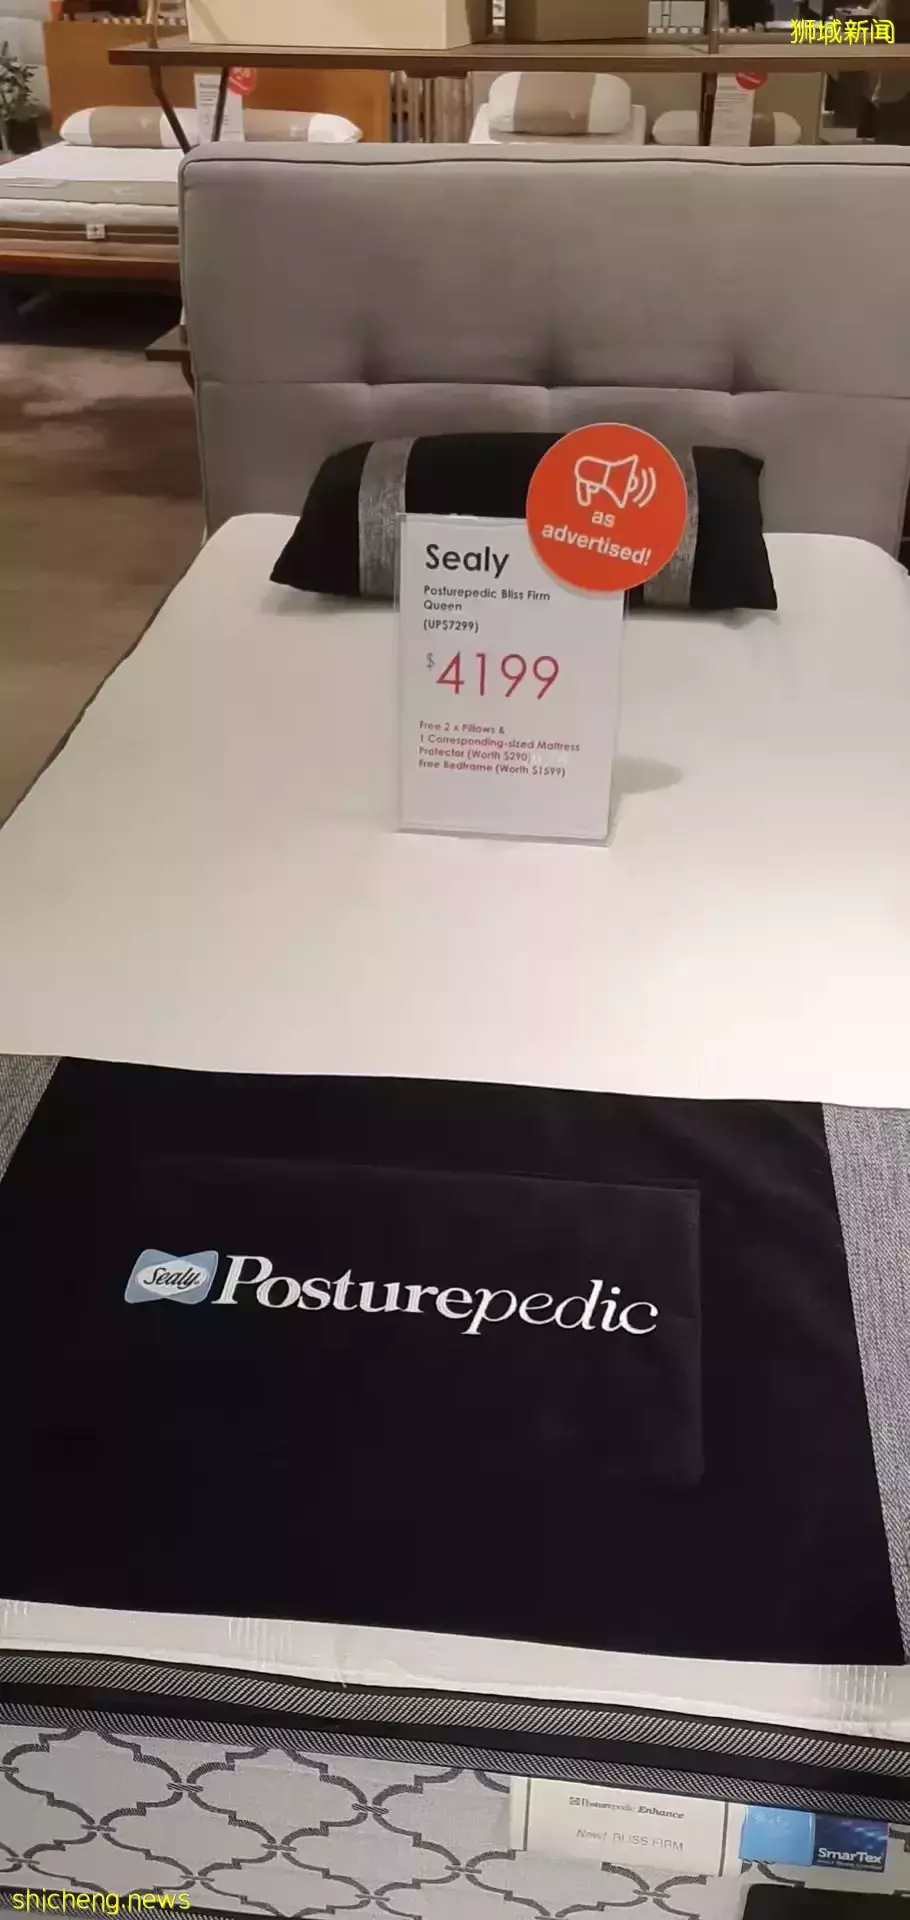 狮城新闻
as
advertised!
Sealy
Posturepedic Bliss Firm
Queen
(UP$7299)
$4199
Free 2 x Pillows &
1 Corresponding-sized Mattress
Protector (Worth $290)
Free Bedframe (Worth $1599)
Sealy Posturepedic
Posturepedic Enhance
New! BLISS FIRM
SmarTex
shicheng.news